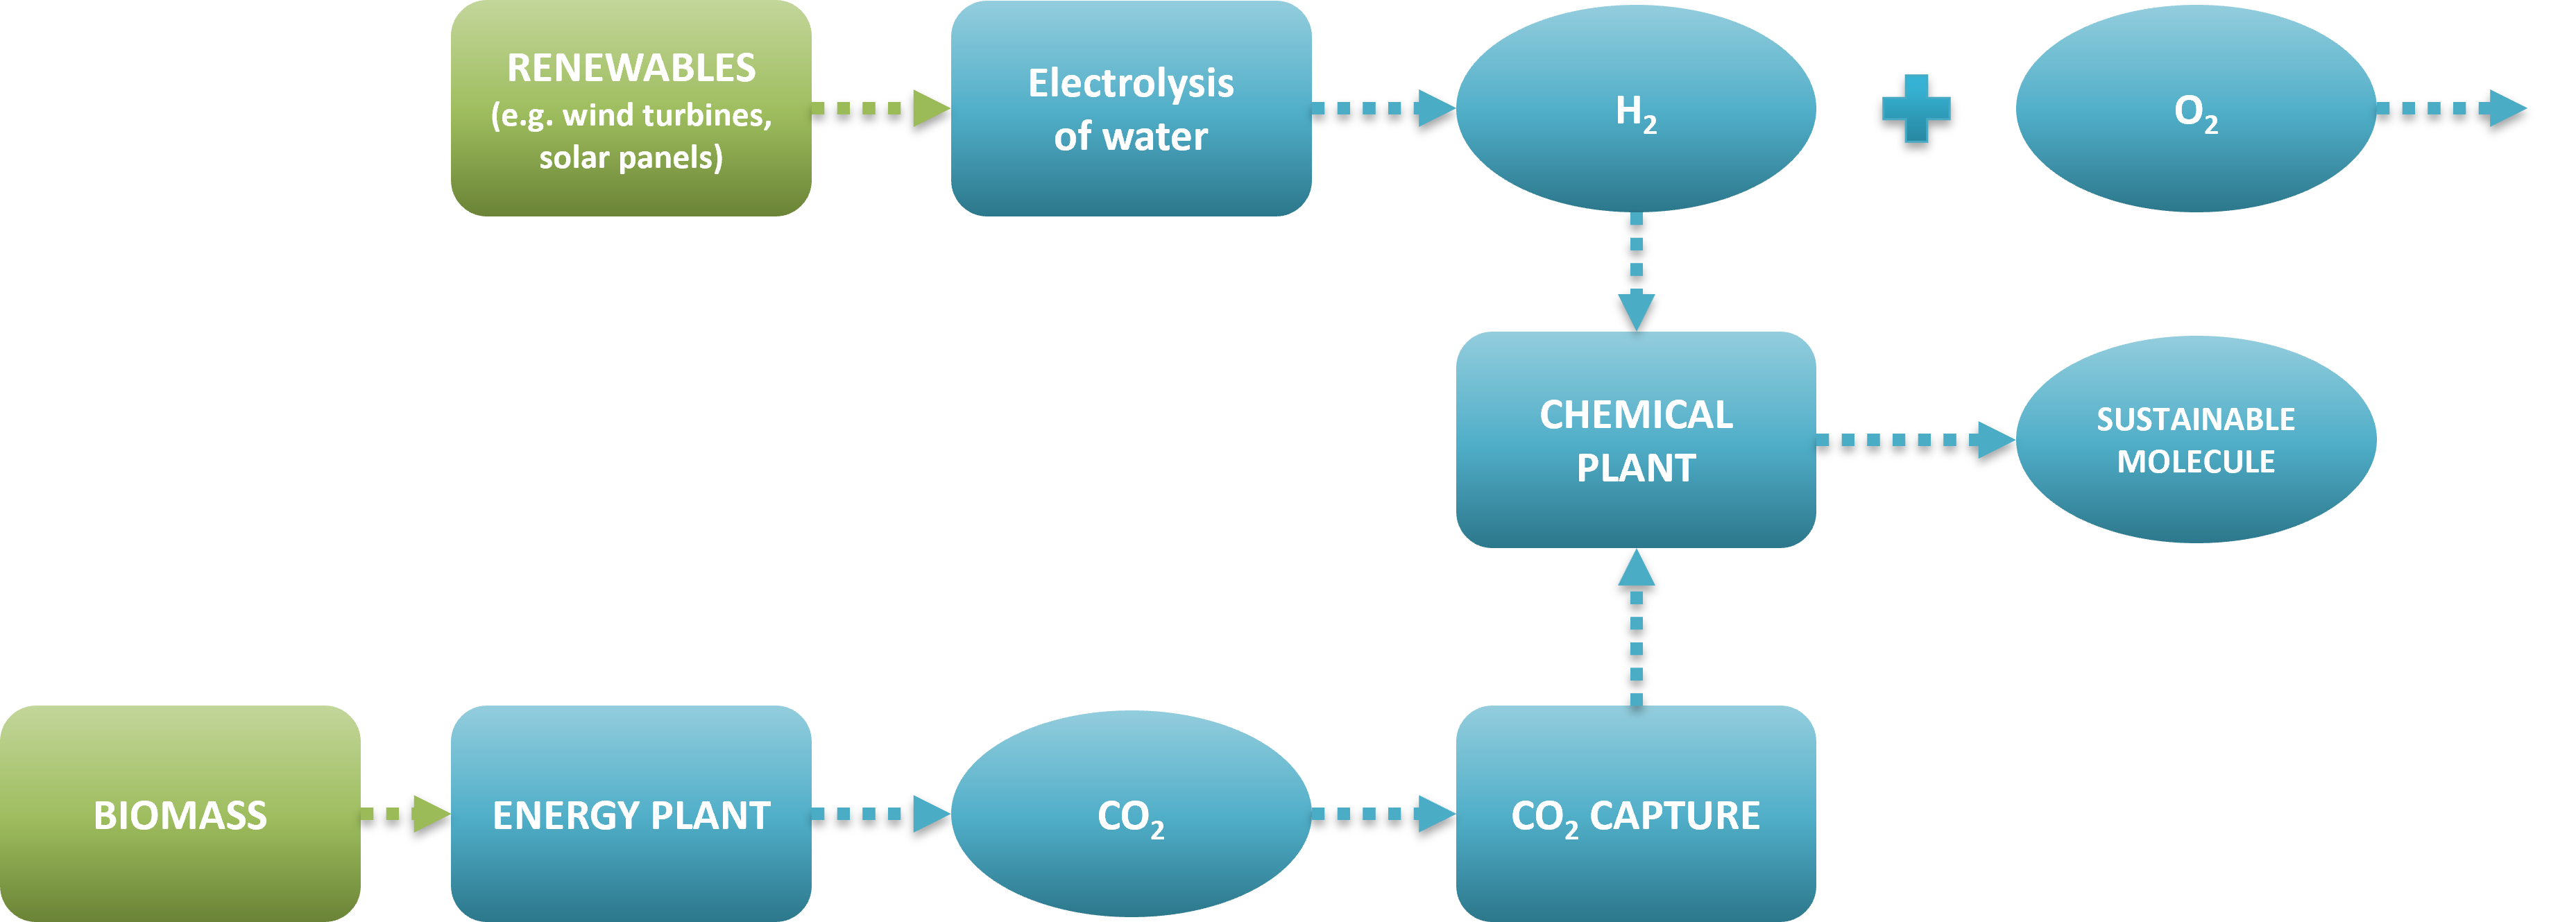 RENEWABLES
(e.g. wind turbines,
solar panels)
Electrolysis
of water
H₂
O₂
CHEMICAL
PLANT
SUSTAINABLE
MOLECULE
BIOMASS
ENERGY PLANT
CO₂
CO₂ CAPTURE